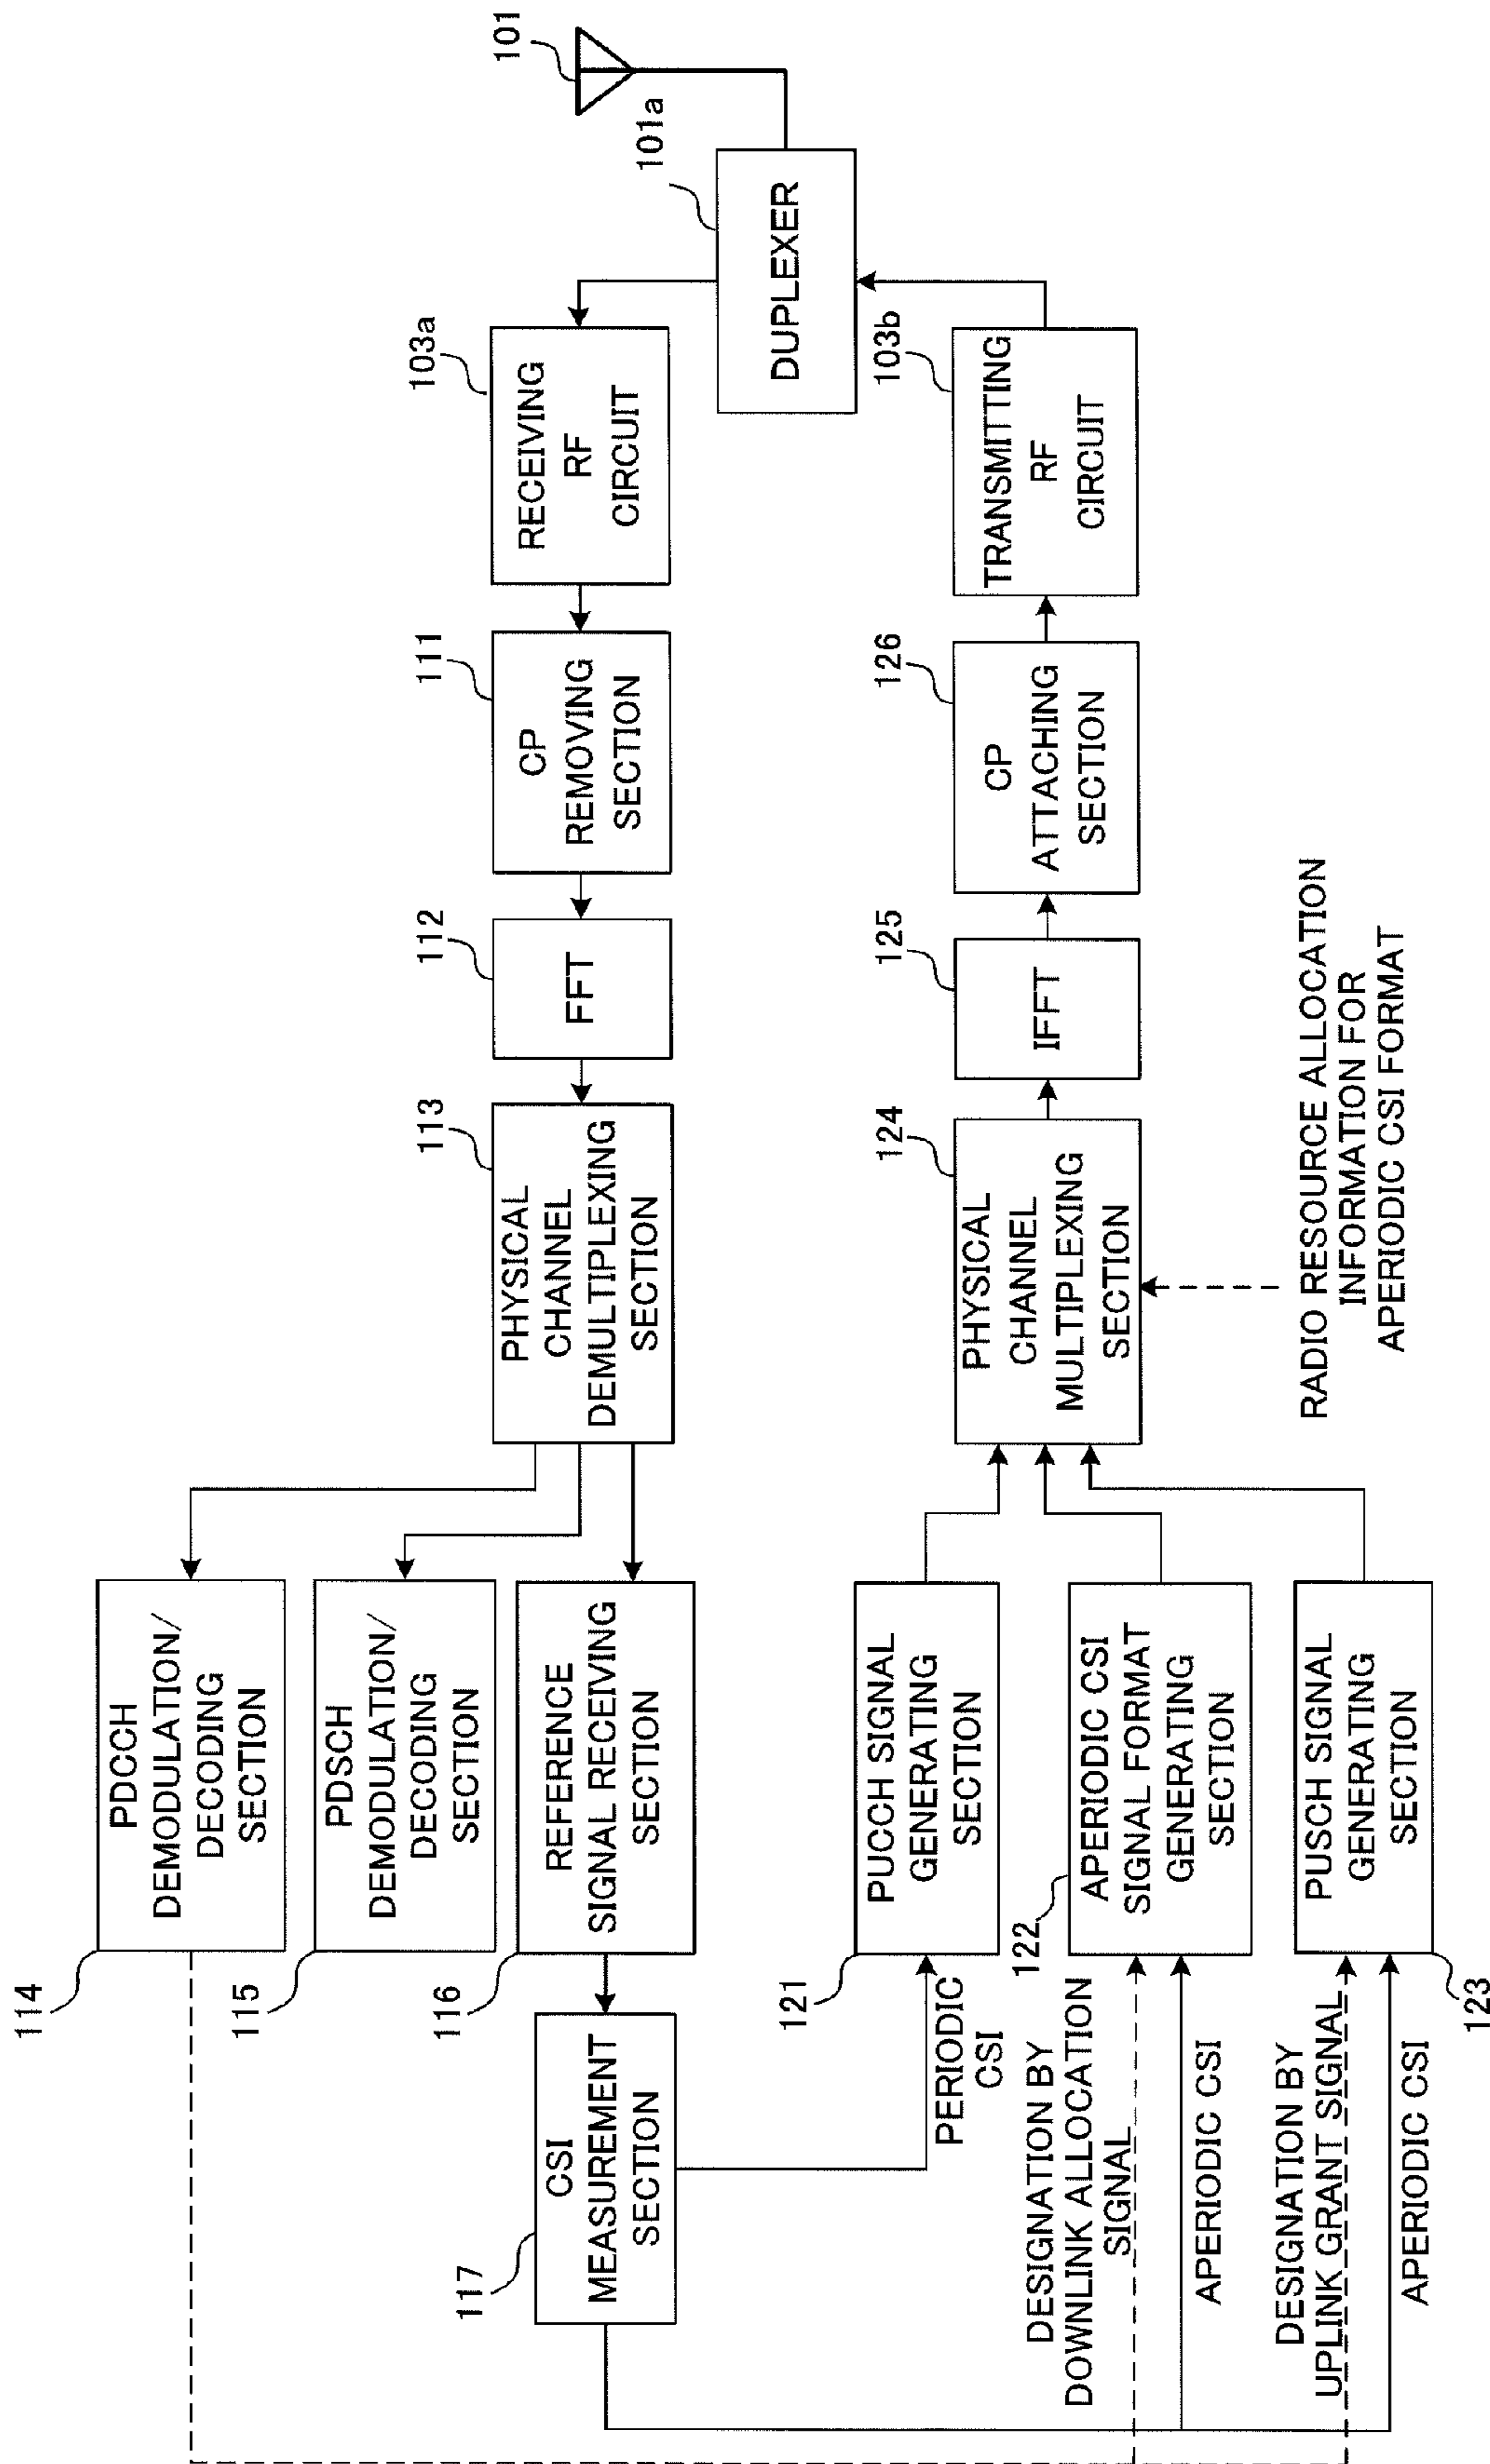 114
PDCCH
DEMODULATION/
DECODING
SECTION
115
PDSCH
DEMODULATION/
DECODING
SECTION
116
REFERENCE
SIGNAL RECEIVING
SECTION
117
CSI
MEASUREMENT
SECTION
113
PHYSICAL
CHANNEL
DEMULTIPLEXING
SECTION
112
FFT
111
CP
REMOVING
SECTION
103a
RECEIVING
RF
CIRCUIT
101
101a
DUPLEXER
121
PUCCH SIGNAL
GENERATING
SECTION
PERIODIC
CSI
122
APERIODIC CSI
SIGNAL FORMAT
GENERATING
SECTION
DESIGNATION BY
DOWNLINK ALLOCATION
SIGNAL
APERIODIC CSI
123
PUSCH SIGNAL
GENERATING
SECTION
DESIGNATION BY
UPLINK GRANT SIGNAL
APERIODIC CSI
124
PHYSICAL
CHANNEL
MULTIPLEXING
SECTION
125
IFFT
126
CP
ATTACHING
SECTION
103b
TRANSMITTING
RF
CIRCUIT
RADIO RESOURCE ALLOCATION
INFORMATION FOR
APERIODIC CSI FORMAT